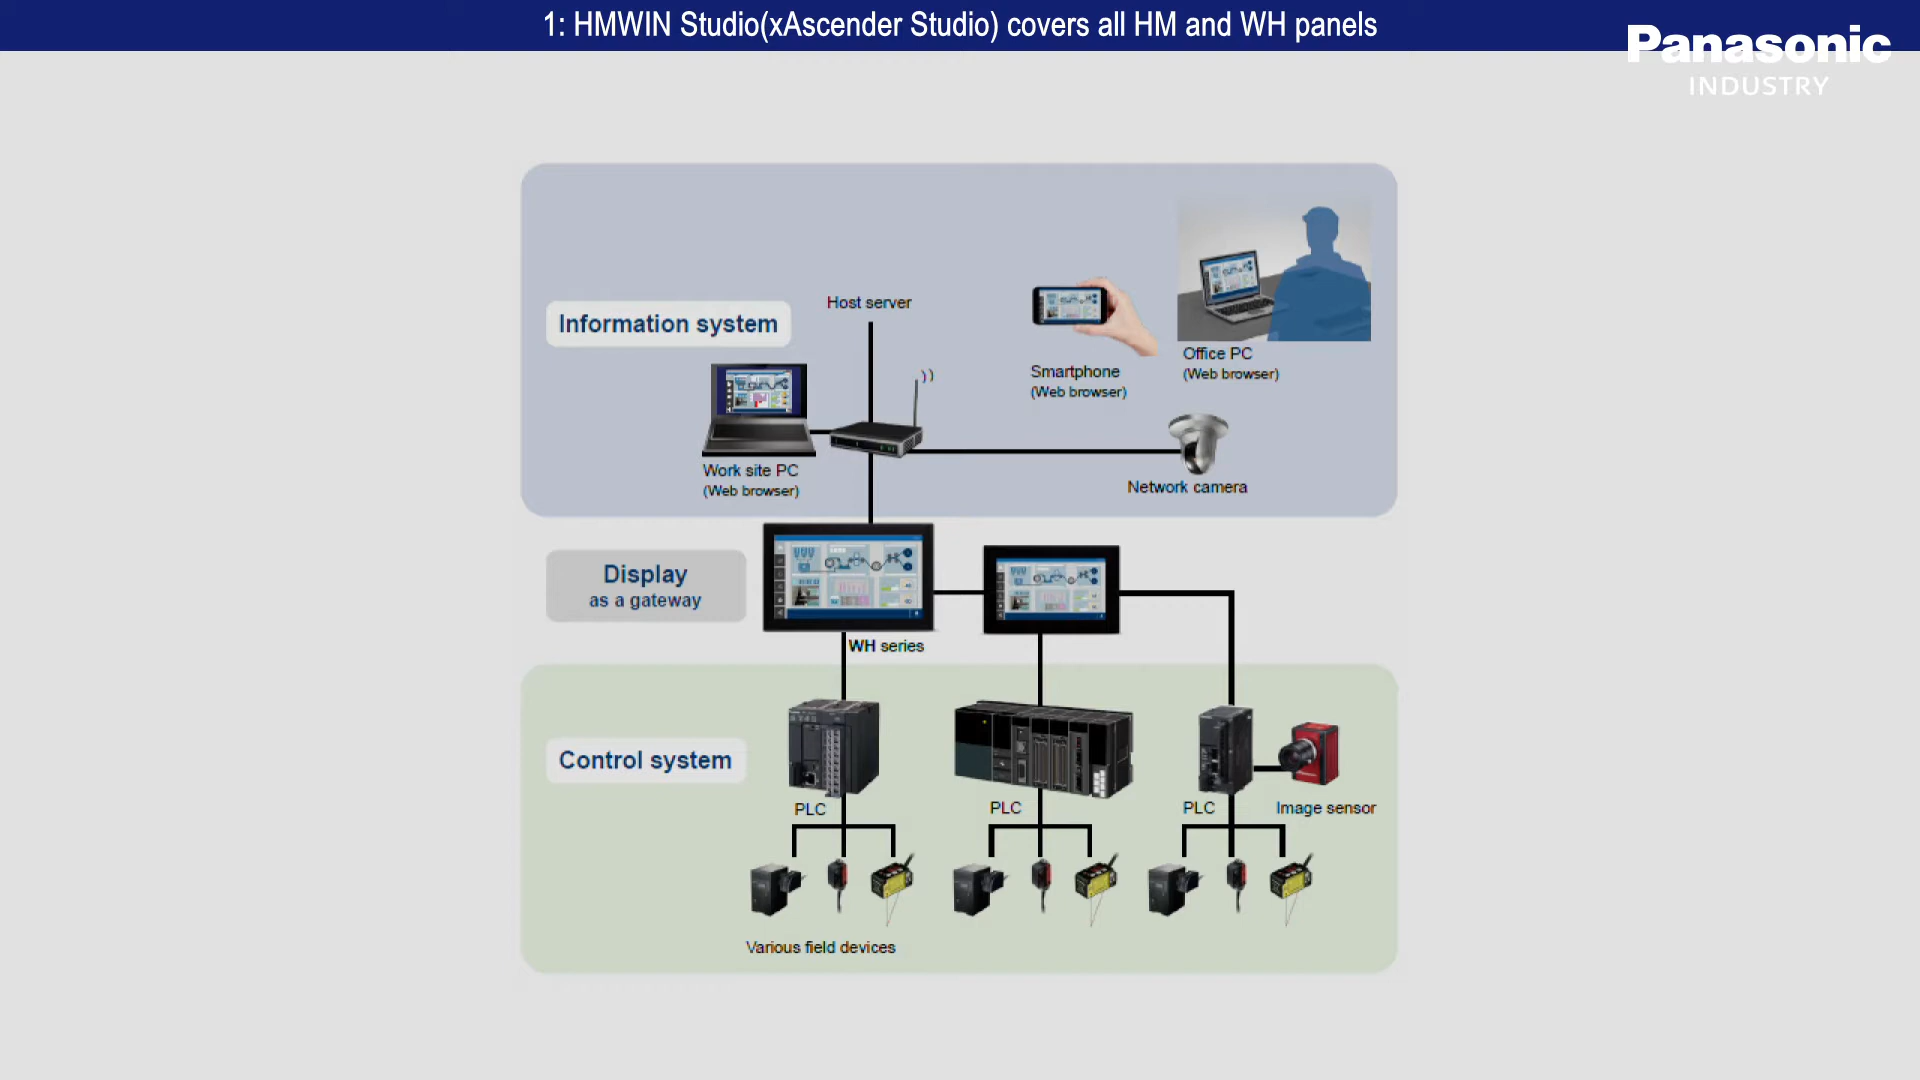 1: HMWIN Studio(xAscender Studio) covers all HM and WH panels
Panasonic
INDUSTRY
Host server
Information system
Smartphone
(Web browser)
Office PC
(Web browser)
Work site PC
(Web browser)
Network camera
Display
as a gateway
WH series
Control system
PLC
PLC
PLC
Image sensor
Various field devices